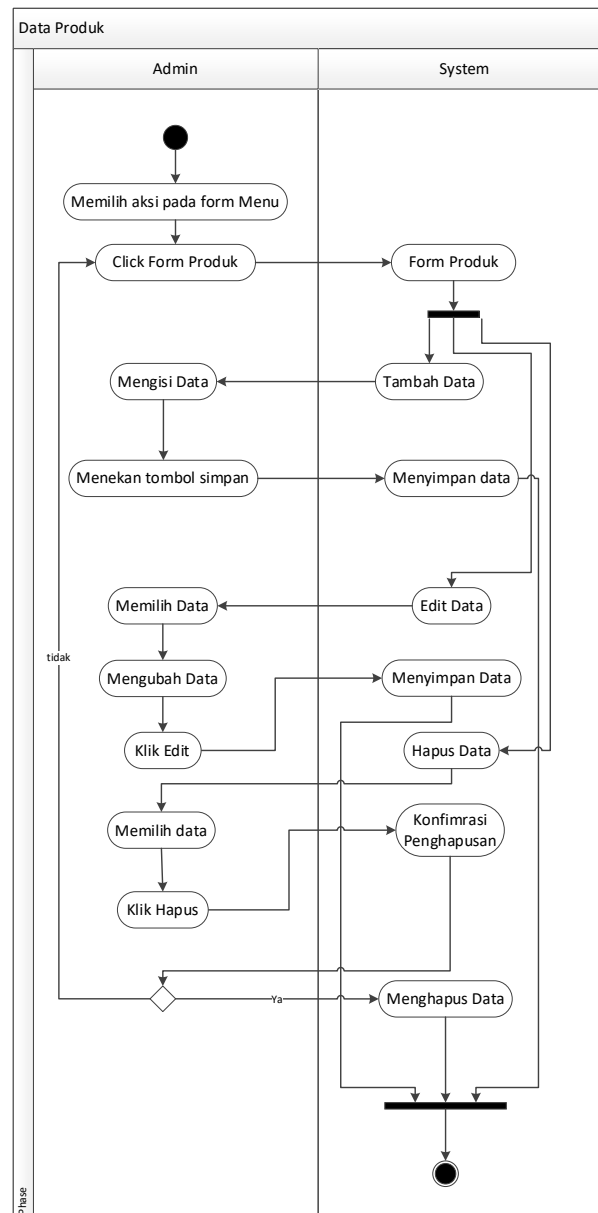 Data Produk
Admin
System
Memilih aksi pada form Menu
Click Form Produk
Form Produk
Mengisi Data
Tambah Data
Menekan tombol simpan
Menyimpan data
Memilih Data
Edit Data
tidak
Mengubah Data
Menyimpan Data
Klik Edit
Hapus Data
Memilih data
Konfimrasi
Penghapusan
Klik Hapus
Ya
Menghapus Data
Phase